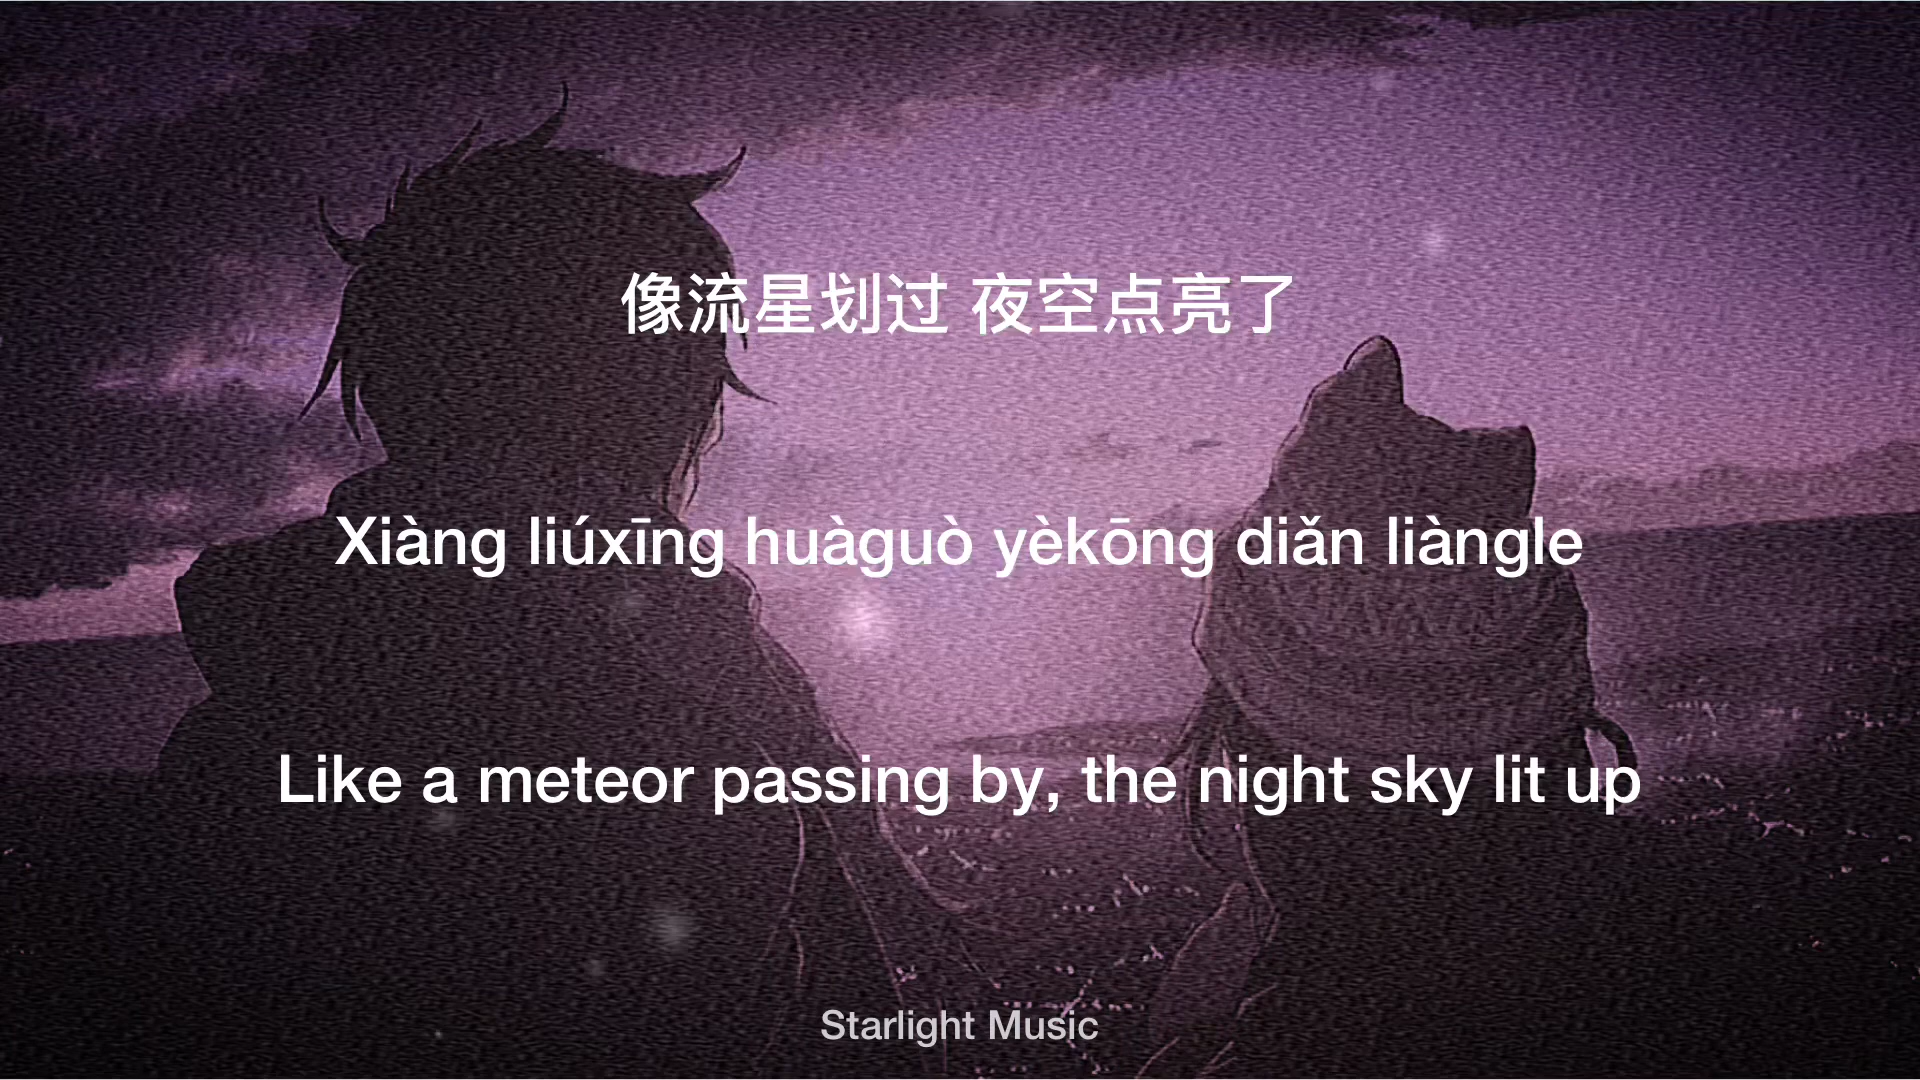 像流星划过 夜空点亮了
Xiàng liúxīng huàguò yèkōng diǎn liàngle
Like a meteor passing by, the night sky lit up
Starlight Music